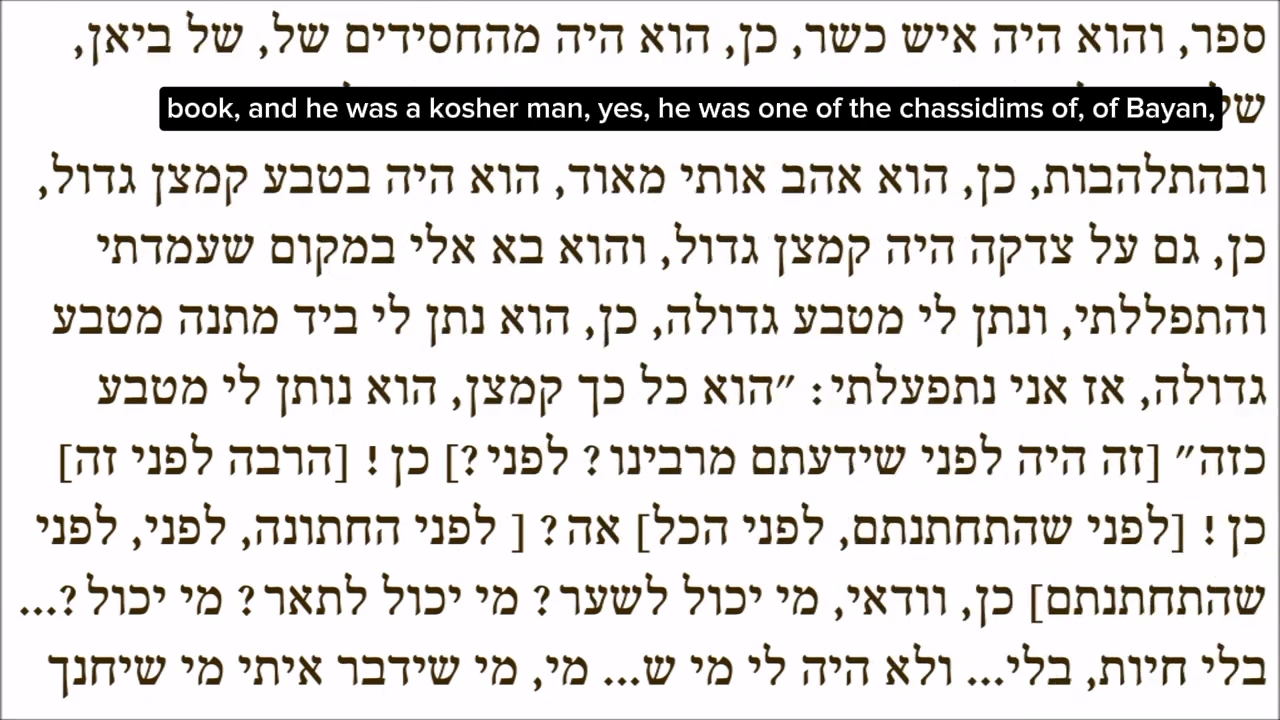 ספר, והוא היה איש כשר, כן, הוא היה מהחסידים של, של ביאן,
book, and he was a kosher man, yes, he was one of the chassidims of, of Bayan,
ובהתלהבות, כן, הוא אהב אותי מאוד, הוא היה בטבע קמצן גדול,
כן, גם על צדקה היה קמצן גדול, והוא בא אלי במקום שעמדתי
והתפללתי, ונתן לי מטבע גדולה, כן, הוא נתן לי ביד מתנה מטבע
גדולה, אז אני נתפעלתי: "הוא כל כך קמצן, הוא נותן לי מטבע
כזה" [זה היה לפני שידעתם מרבינו? לפני?] כן! [הרבה לפני זה]
כן! [לפני שהתחתנתם, לפני הכל] אה? [ לפני החתונה, לפני, לפני
שהתחתנתם] כן, וודאי, מי יכול לשער? מי יכול לתאר? מי יכול?...
בלי חיות, בלי... ולא היה לי מי ש... מי, מי שידבר איתי מי שיחנך